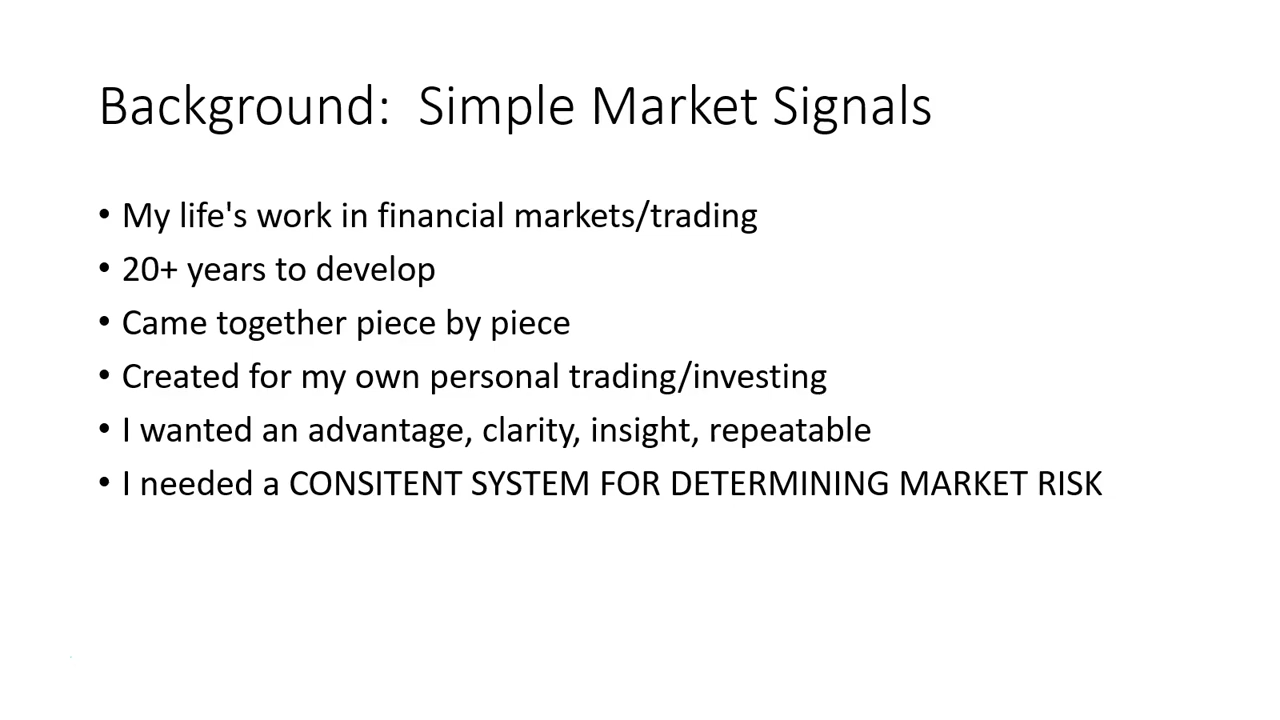 Background:  Simple Market Signals
• My life's work in financial markets/trading
• 20+ years to develop
• Came together piece by piece
• Created for my own personal trading/investing
• I wanted an advantage, clarity, insight, repeatable
• I needed a CONSITENT SYSTEM FOR DETERMINING MARKET RISK